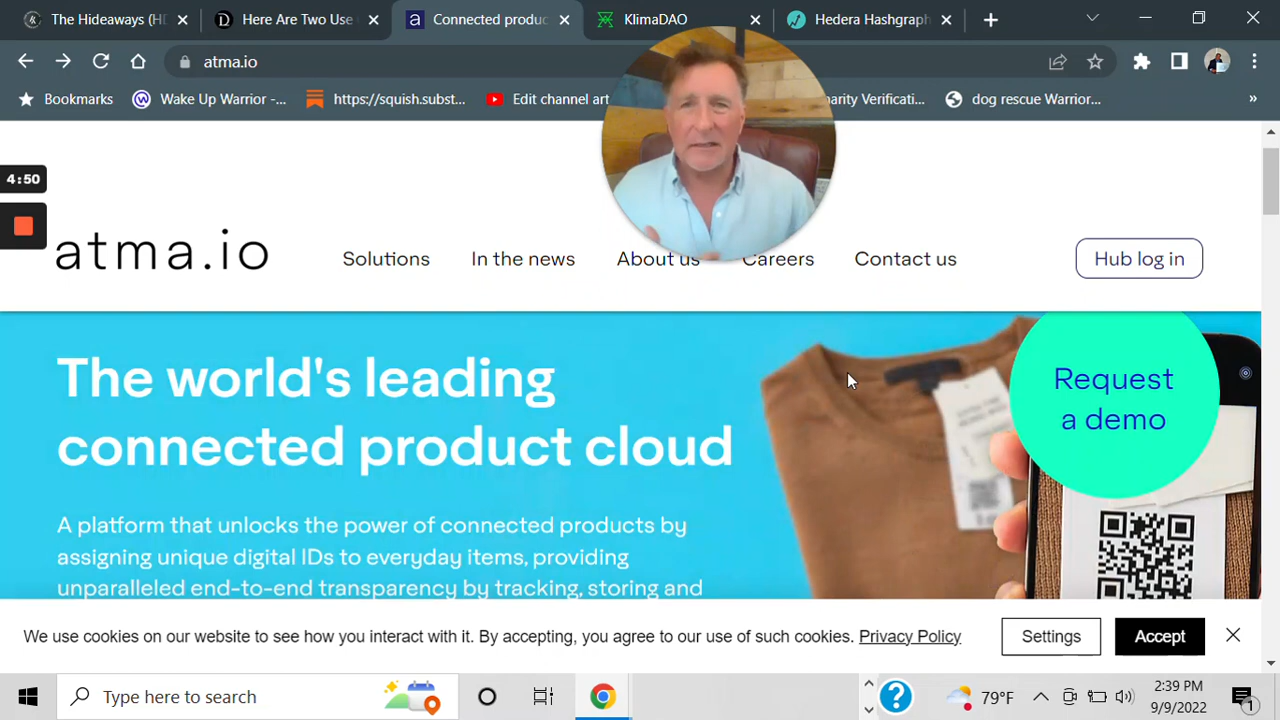 The Hideaways (HI
Here Are Two Use
Connected produc
KlimaDAO
Hedera Hashgraph
atma.io
Bookmarks
Wake Up Warrior -...
https://squish.subst...
Edit channel art
harity Verificati...
dog rescue Warrior...
»
4:50
atma.io
Solutions
In the news
About us
Careers
Contact us
Hub log in
The world's leading
connected product cloud
Request
a demo
A platform that unlocks the power of connected products by
assigning unique digital IDs to everyday items, providing
unparalleled end-to-end transparency by tracking, storing and
We use cookies on our website to see how you interact with it. By accepting, you agree to our use of such cookies. Privacy Policy
Settings
Accept
Type here to search
79°F
2:39 PM
9/9/2022
1